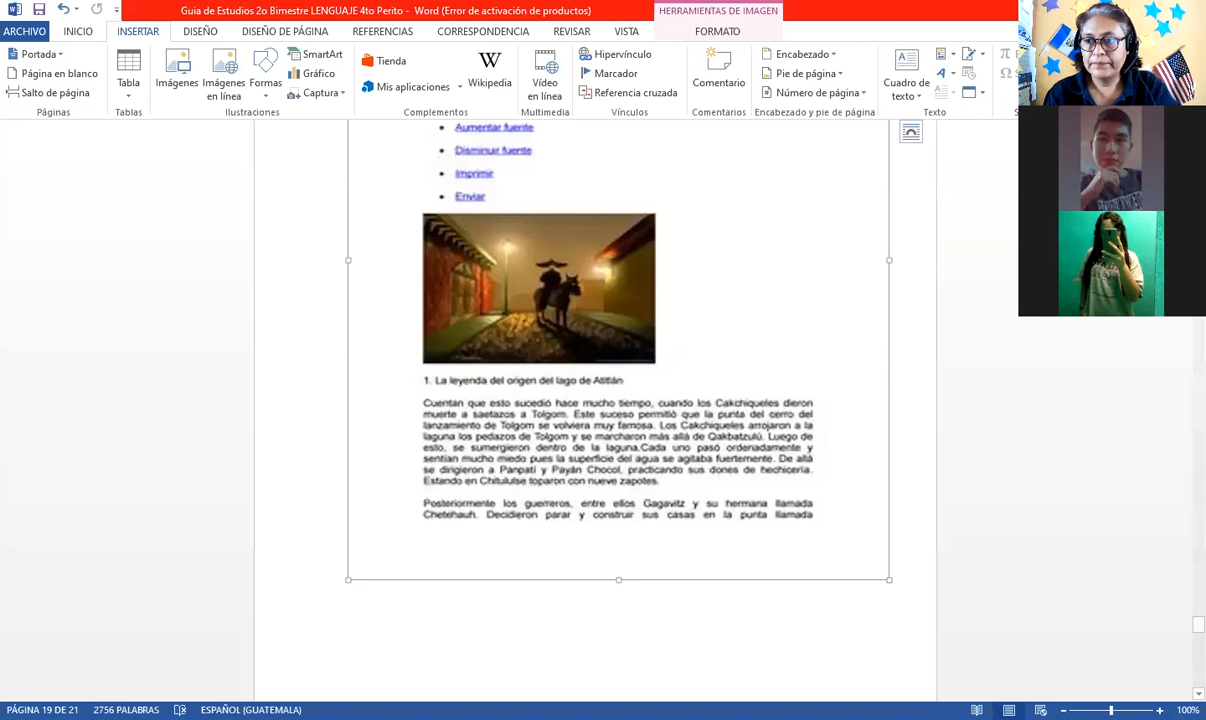 Guia de Estudios 2o Bimestre LENGUAJE 4to Perito - Word (Error de activación de productos)
HERRAMIENTAS DE IMAGEN
ARCHIVO INICIO INSERTAR DISEÑO DISEÑO DE PÁGINA REFERENCIAS CORRESPONDENCIA REVISAR VISTA FORMATO
Portada
Página en blanco
Salto de página
Páginas
Tabla
Tablas
Imágenes
Imágenes en línea
Formas
SmartArt
Gráfico
Captura
Ilustraciones
Tienda
Mis aplicaciones
W
Wikipedia
Complementos
Vídeo en línea
Multimedia
Hipervínculo
Marcador
Referencia cruzada
Vínculos
Comentario
Comentarios
Encabezado
Pie de página
Número de página
Encabezado y pie de página
Cuadro de texto
Texto
Aumentar fuente
Disminuir fuente
Imprimir
Enviar
1. La leyenda del origen del lago de Atitlán
Cuentan que esto sucedió hace mucho tiempo, cuando los Cakchiqueles dieron
muerte a saetazos a Tolgom. Este suceso permitió que la punta del cerro del
lanzamiento de Tolgom se volviera muy famosa. Los Cakchiqueles arrojaron a la
laguna los pedazos de Tolgom y se marcharon más allá de Qakbatzulú. Luego de
esto, se sumergieron dentro de la laguna.Cada uno pasó ordenadamente y
sentían mucho miedo pues la superficie del agua se agitaba fuertemente. De allá
se dirigieron a Panpatí y Payán Chocol, practicando sus dones de hechicería.
Estando en Chitulutse toparon con nueve zapotes.
Posteriormente los guerreros, entre ellos Gagavitz y su hermana llamada
Chetehauh. Decidieron parar y construir sus casas en la punta llamada
PÁGINA 19 DE 21 2756 PALABRAS ESPAÑOL (GUATEMALA) 100%